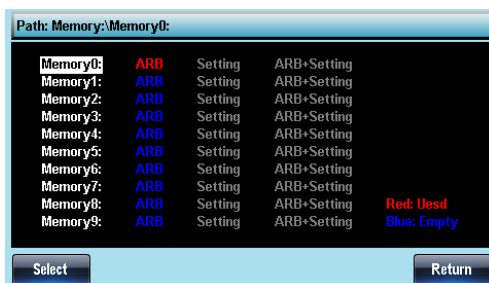 Path: Memory:\Memory0:
Memory0: ARB Setting ARB+Setting
Memory1: ARB Setting ARB+Setting
Memory2: ARB Setting ARB+Setting
Memory3: ARB Setting ARB+Setting
Memory4: ARB Setting ARB+Setting
Memory5: ARB Setting ARB+Setting
Memory6: ARB Setting ARB+Setting
Memory7: ARB Setting ARB+Setting
Memory8: ARB Setting ARB+Setting Red: Uesd
Memory9: ARB Setting ARB+Setting Blue: Empty
Select Return